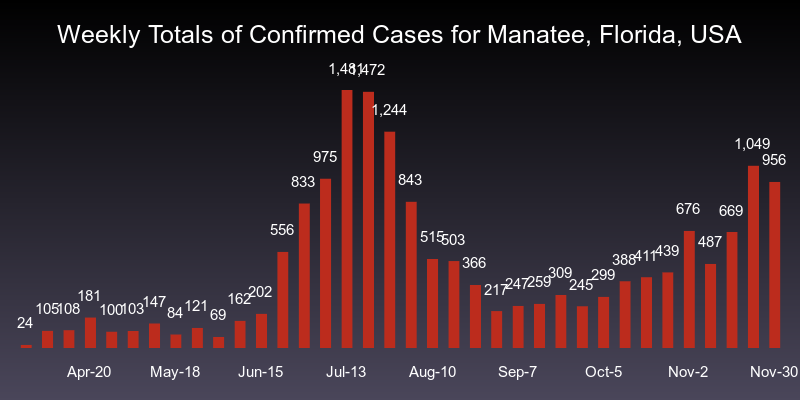 Weekly Totals of Confirmed Cases for Manatee, Florida, USA
24 105 108 181 100 103 147 84 121 69 162 202 556 833 975 1,481 1,472 1,244 843 515 503 366 217 247 259 309 245 299 388 411 439 676 487 669 1,049 956
Apr-20 May-18 Jun-15 Jul-13 Aug-10 Sep-7 Oct-5 Nov-2 Nov-30